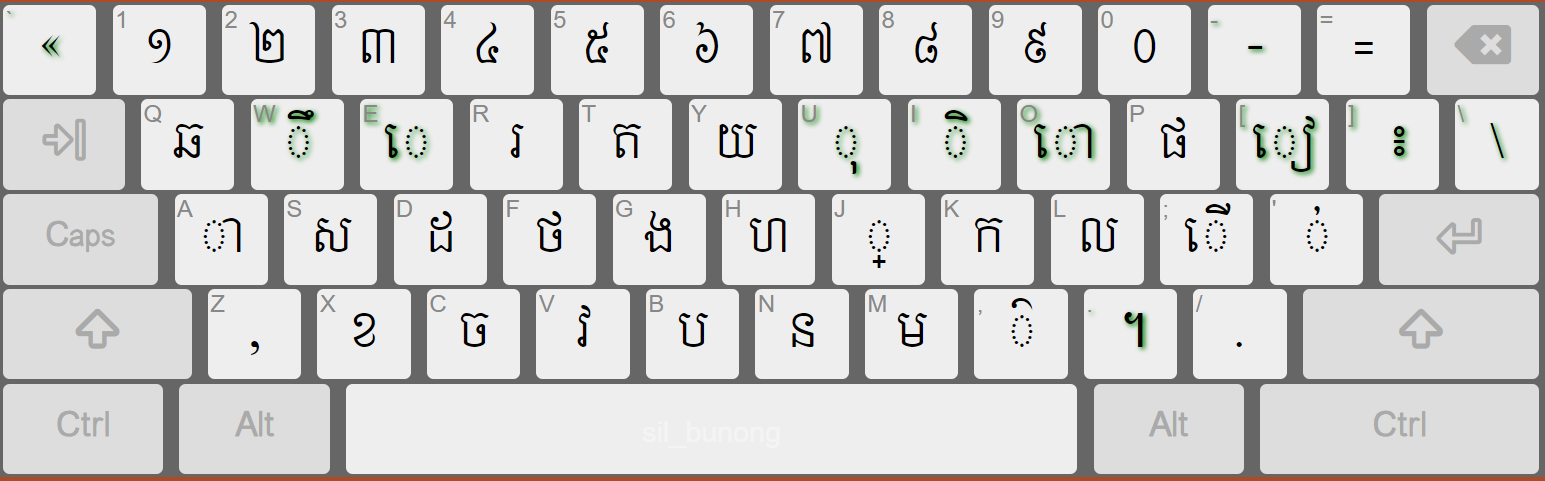 ` « 1 ១ 2 ២ 3 ៣ 4 ៤ 5 ៥ 6 ៦ 7 ៧ 8 ៨ 9 ៩ 0 ០ - - = =
Q ឆ W ◌ឹ E ◌េ R រ T ត Y យ U ◌ុ I ◌ិ O ◌ោ P ផ [ ◌ៀ ] ៖ \ \
Caps A ◌ា S ស D ដ F ថ G ង H ហ J ◌្ K ក L ល ; ◌ើ ' ◌់
Z , X ខ C ច V វ B ប N ន M ម , ◌៑ . ។ / .
Ctrl Alt sil_bunong Alt Ctrl